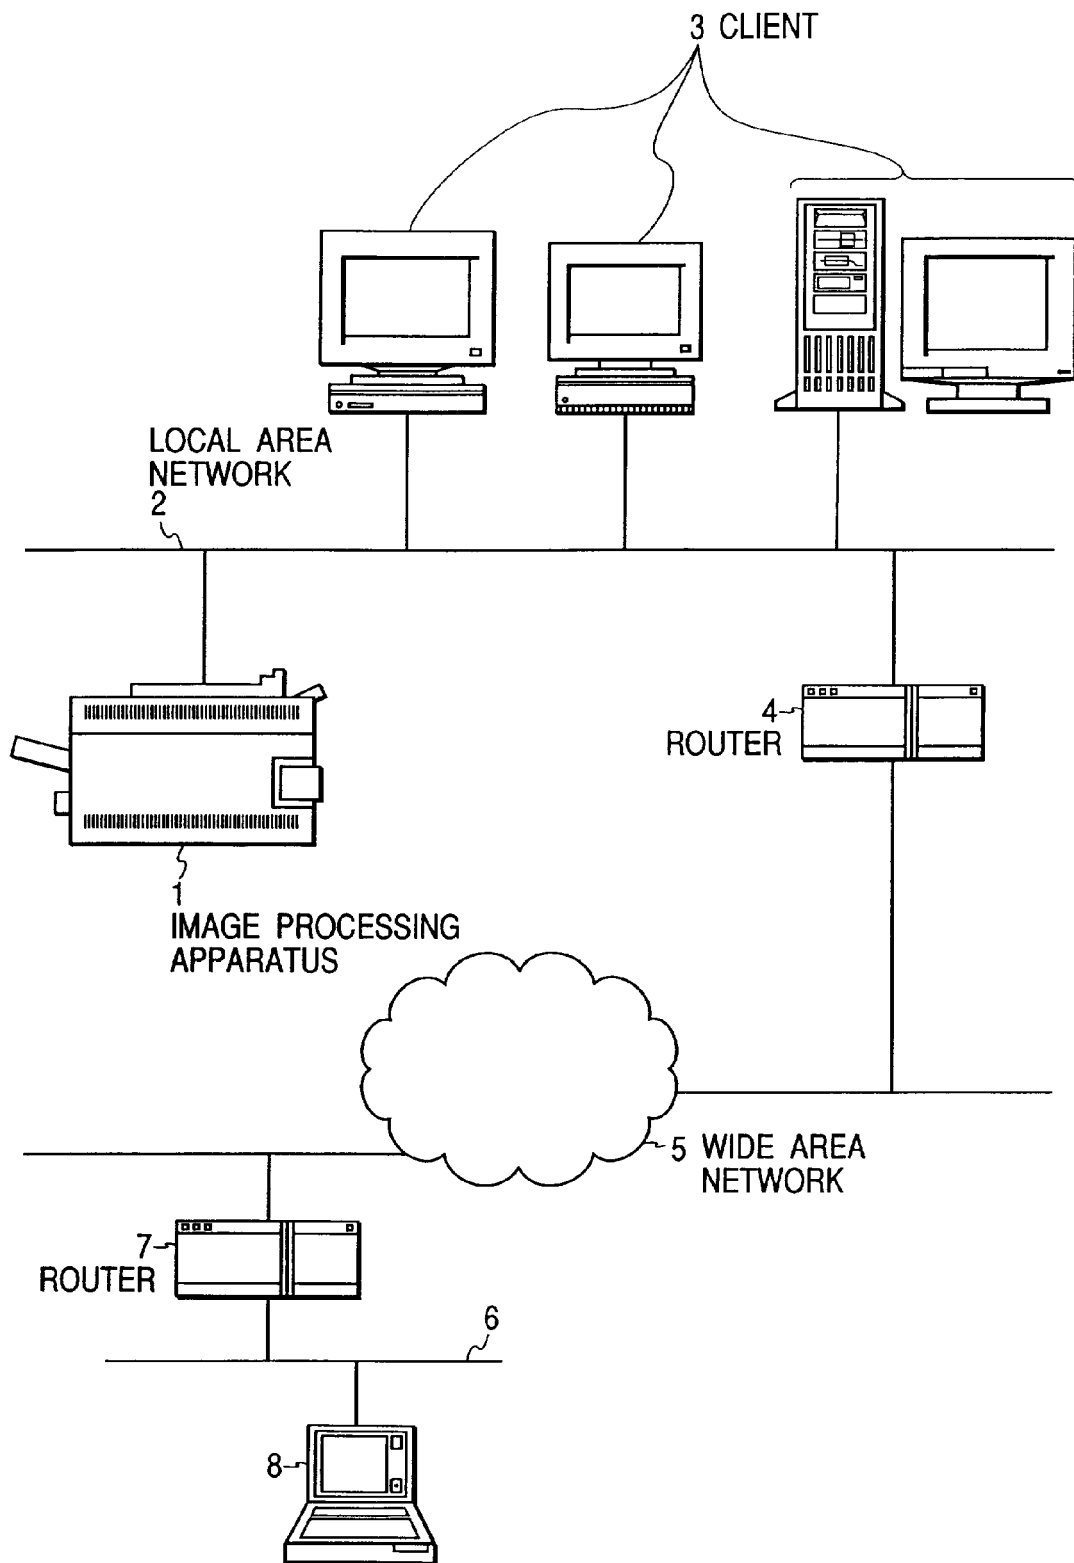 3 CLIENT
LOCAL AREA
NETWORK
2
4
ROUTER
1
IMAGE PROCESSING
APPARATUS
5 WIDE AREA
NETWORK
7
ROUTER
6
8